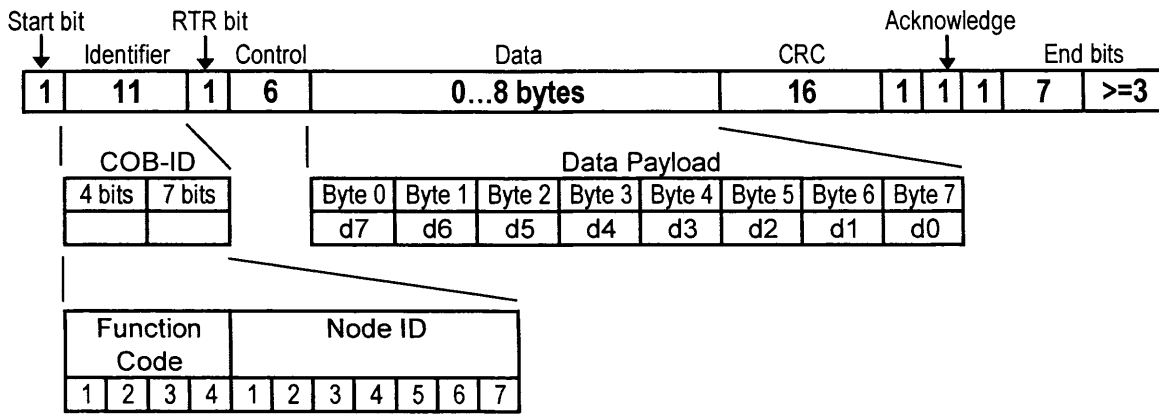 Start bit RTR bit Acknowledge
Identifier Control Data CRC End bits
1 11 1 6 0...8 bytes 16 1 1 1 7 >=3
COB-ID Data Payload
4 bits 7 bits Byte 0 Byte 1 Byte 2 Byte 3 Byte 4 Byte 5 Byte 6 Byte 7
d7 d6 d5 d4 d3 d2 d1 d0
Function Node ID
Code
1 2 3 4 1 2 3 4 5 6 7